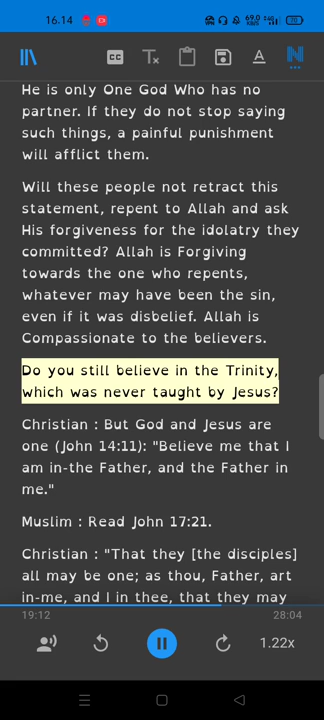 16.14
70
CC
He is only One God Who has no
partner. If they do not stop saying
such things, a painful punishment
will afflict them.
Will these people not retract this
statement, repent to Allah and ask
His forgiveness for the idolatry they
committed? Allah is Forgiving
towards the one who repents,
whatever may have been the sin,
even if it was disbelief. Allah is
Compassionate to the believers.
Do you still believe in the Trinity,
which was never taught by Jesus?
Christian : But God and Jesus are
one (John 14:11): "Believe me that I
am in-the Father, and the Father in
me."
Muslim : Read John 17:21.
Christian : "That they [the disciples]
all may be one; as thou, Father, art
in-me, and I in thee, that they may
19:12
28:04
1.22x